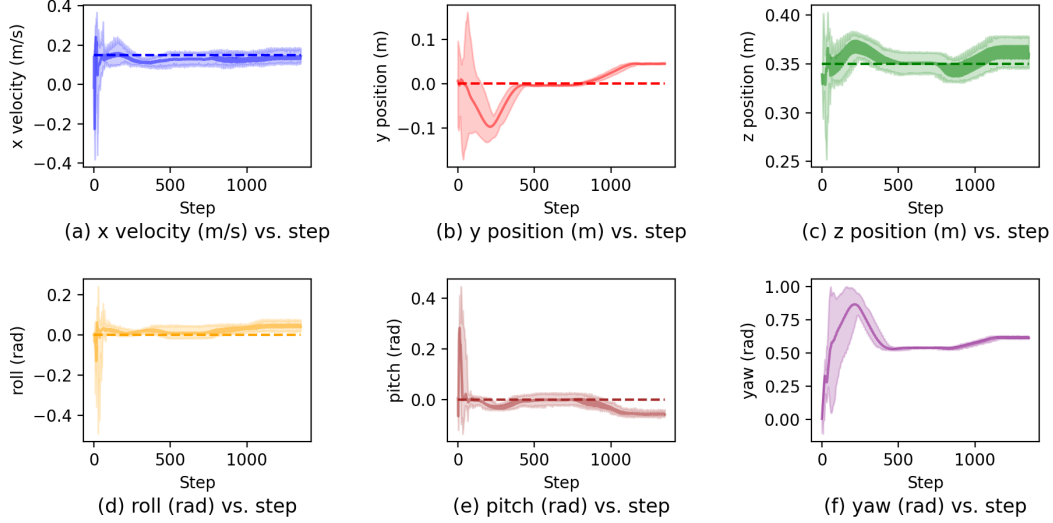 x velocity (m/s)
0.4
0.2
0.0
−0.2
−0.4
0
500
1000
Step
(a) x velocity (m/s) vs. step
y position (m)
0.1
0.0
−0.1
0
500
1000
Step
(b) y position (m) vs. step
z position (m)
0.40
0.35
0.30
0.25
0
500
1000
Step
(c) z position (m) vs. step
roll (rad)
0.2
0.0
−0.2
−0.4
0
500
1000
Step
(d) roll (rad) vs. step
pitch (rad)
0.4
0.2
0.0
0
500
1000
Step
(e) pitch (rad) vs. step
yaw (rad)
1.00
0.75
0.50
0.25
0.00
0
500
1000
Step
(f) yaw (rad) vs. step